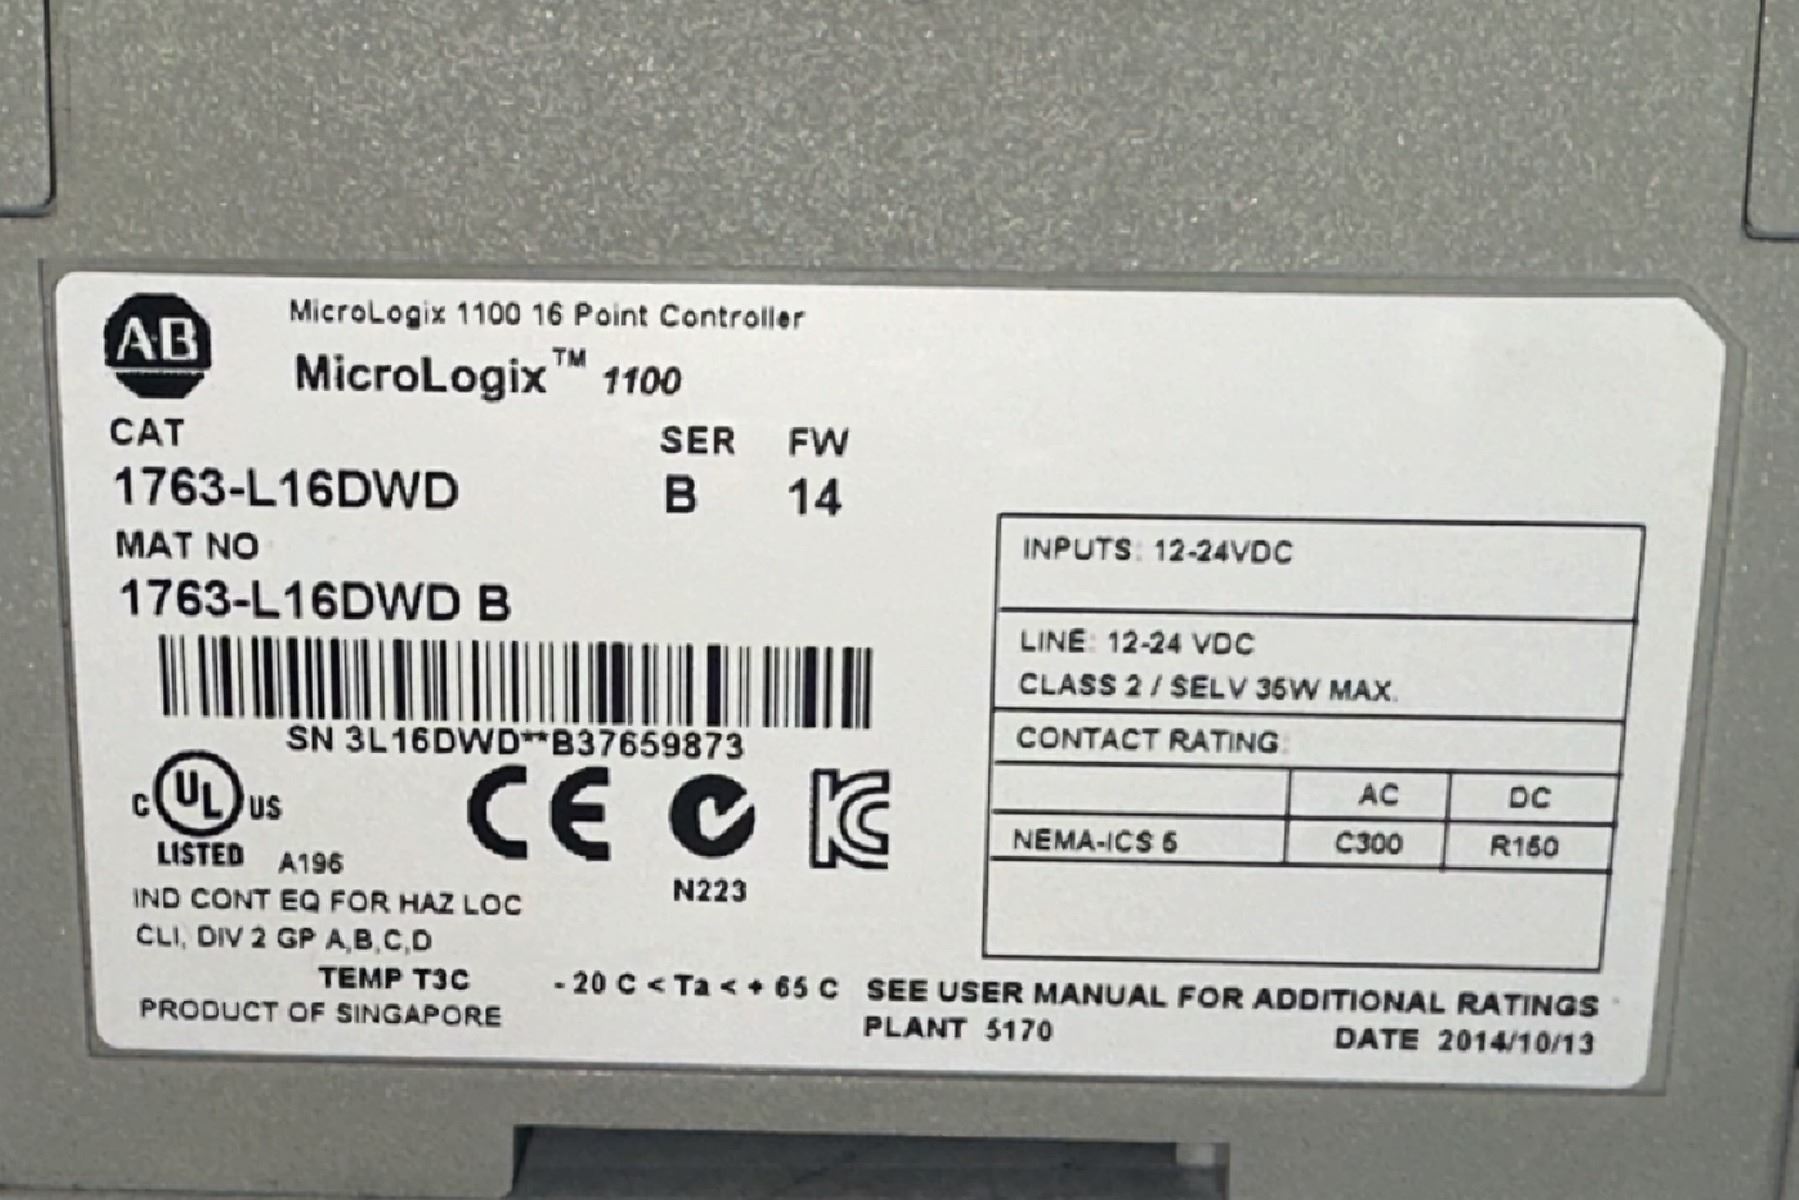 AB
MicroLogix 1100 16 Point Controller
MicroLogix™ 1100
CAT SER FW
1763-L16DWD B 14
MAT NO
1763-L16DWD B
SN 3L16DWD**B37659873
C UL US
LISTED A196
CE
N223
IND CONT EQ FOR HAZ LOC
CLI, DIV 2 GP A,B,C,D
TEMP T3C - 20 C < Ta < + 65 C
PRODUCT OF SINGAPORE
INPUTS: 12-24VDC
LINE: 12-24 VDC
CLASS 2 / SELV 35W MAX.
CONTACT RATING:
AC DC
NEMA-ICS 5 C300 R150
SEE USER MANUAL FOR ADDITIONAL RATINGS
PLANT 5170 DATE 2014/10/13